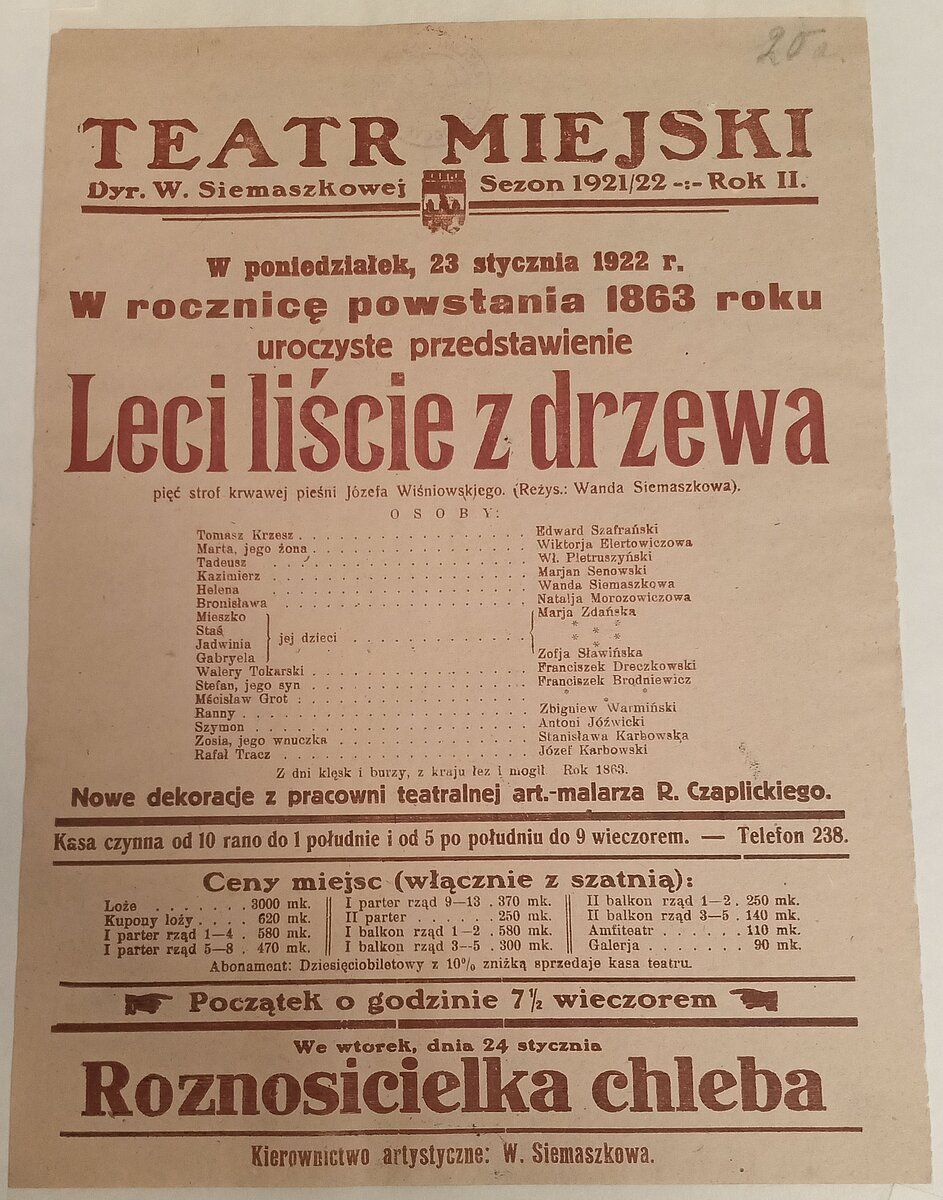 20 a.
TEATR MIEJSKI
Dyr. W. Siemaszkowej Sezon 1921/22 -:- Rok II.
W poniedziałek, 23 stycznia 1922 r.
W rocznicę powstania 1863 roku
uroczyste przedstawienie
Leci liście z drzewa
pięć strof krwawej pieśni Józefa Wiśniowskiego. (Reżys.: Wanda Siemaszkowa).
OSOBY:
Tomasz Krzesz . . . . . . . . . . . . . . . . Edward Szafrański
Marta, jego żona . . . . . . . . . . . . . . . Wiktorja Elertowiczowa
Tadeusz . . . . . . . . . . . . . . . . . . Wł. Pietruszyński
Kazimierz . . . . . . . . . . . . . . . . . Marjan Senowski
Helena . . . . . . . . . . . . . . . . . . Wanda Siemaszkowa
Bronisława . . . . . . . . . . . . . . . . . Natalja Morozowiczowa
Mieszko } jej dzieci . . . . . . . . . . . . { Marja Zdańska
Staś * * *
Jadwinia * * *
Gabryela Zofja Sławińska
Walery Tokarski . . . . . . . . . . . . . . . Franciszek Dreczkowski
Stefan, jego syn . . . . . . . . . . . . . . . Franciszek Brodniewicz
Mścisław Grot : . . . . . . . . . . . . . . . * * *
Ranny . . . . . . . . . . . . . . . . . . . Zbigniew Warmiński
Szymon . . . . . . . . . . . . . . . . . . Antoni Jóźwicki
Zosia, jego wnuczka . . . . . . . . . . . . . Stanisława Karbowska
Rafał Tracz . . . . . . . . . . . . . . . . . Józef Karbowski
Z dni klęsk i burzy, z kraju łez i mogił. Rok 1863.
Nowe dekoracje z pracowni teatralnej art.-malarza R. Czaplickiego.
Kasa czynna od 10 rano do 1 południe i od 5 po południu do 9 wieczorem. — Telefon 238.
Ceny miejsc (włącznie z szatnią):
Loże . . . . . . . 3000 mk.
Kupony loży . . . . 620 mk.
I parter rząd 1—4 . 580 mk.
I parter rząd 5—8 . 470 mk.
I parter rząd 9—13 . 370 mk.
II parter . . . . . . 250 mk.
I balkon rząd 1—2 . 580 mk.
I balkon rząd 3—5 . 300 mk.
II balkon rząd 1—2 . 250 mk.
II balkon rząd 3—5 . 140 mk.
Amfiteatr . . . . . . 110 mk.
Galerja . . . . . . . 90 mk.
Abonament: Dziesięciobiletowy z 10% zniżką sprzedaje kasa teatru.
Początek o godzinie 7½ wieczorem
We wtorek, dnia 24 stycznia
Roznosicielka chleba
Kierownictwo artystyczne: W. Siemaszkowa.